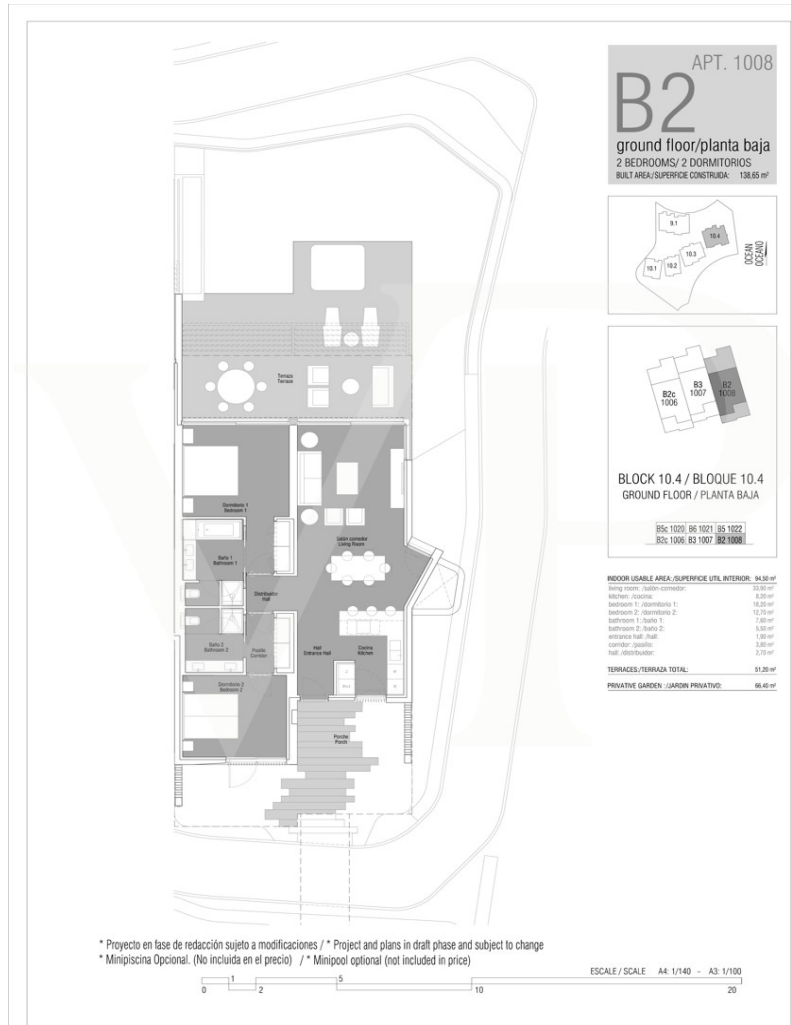 APT. 1008
B2
ground floor/planta baja
2 BEDROOMS/ 2 DORMITORIOS
BUILT AREA:/SUPERFICIE CONSTRUIDA: 138,65 m²
9.1
10.4
10.3
10.2
10.1
OCEAN
OCEANO
B2c
1006
B3
1007
B2
1008
BLOCK 10.4 / BLOQUE 10.4
GROUND FLOOR / PLANTA BAJA
B5c 1020 B6 1021 B5 1022
B2c 1006 B3 1007 B2 1008
INDOOR USABLE AREA:/SUPERFICIE UTIL INTERIOR: 94,50 m²
living room: /salón-comedor:
kitchen: /cocina: 8,20 m²
bedroom 1: /dormitorio 1:
bedroom 2: /dormitorio 2:
bathroom 1: /baño 1:
bathroom 2: /baño 2:
entrance hall: /hall:
corridor: /pasillo:
hall: /distribuidor:
TERRACES:/TERRAZA TOTAL: 51,20 m²
PRIVATIVE GARDEN :/JARDIN PRIVATIVO: 66,40 m²
Terraza
Terrace
Dormitorio 1
Bedroom 1
Salón comedor
Living Room
Baño 1
Bathroom 1
Distribuidor
Hall
Baño 2
Bathroom 2
Pasillo
Corridor
Hall
Entrance Hall
Cocina
Kitchen
Dormitorio 2
Bedroom 2
Porche
Porch
* Proyecto en fase de redacción sujeto a modificaciones / * Project and plans in draft phase and subject to change
* Minipiscina Opcional. (No incluida en el precio) / * Minipool optional (not included in price)
ESCALE / SCALE A4: 1/140 - A3: 1/100
0 1 2 5 10 20
VP